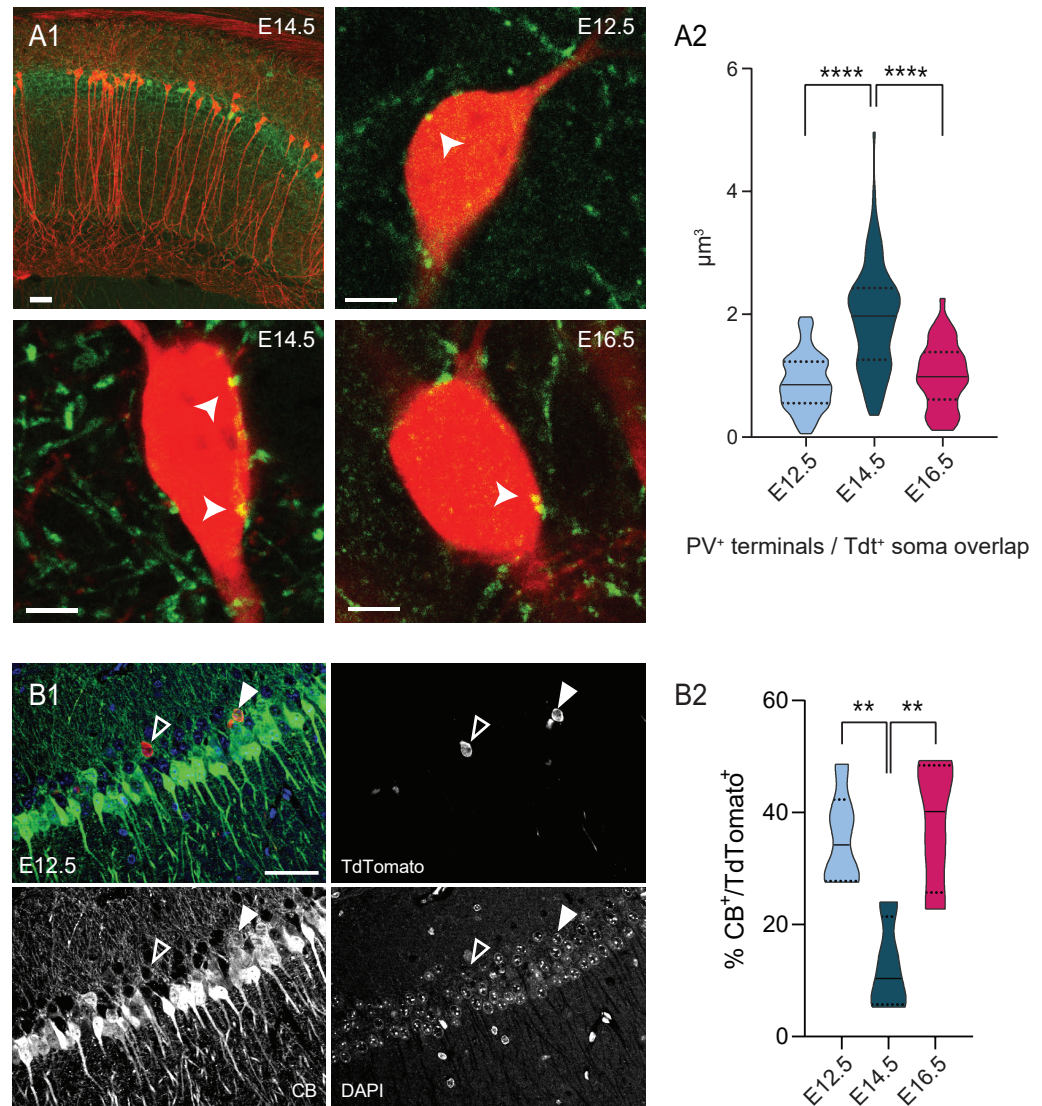 A1
E14.5
E12.5
E14.5
E16.5
A2
**** ****
6
4
2
0
µm³
E12.5
E14.5
E16.5
PV⁺ terminals / Tdt⁺ soma overlap
B1
E12.5
TdTomato
CB
DAPI
B2
** **
60
40
20
0
% CB⁺/TdTomato⁺
E12.5
E14.5
E16.5